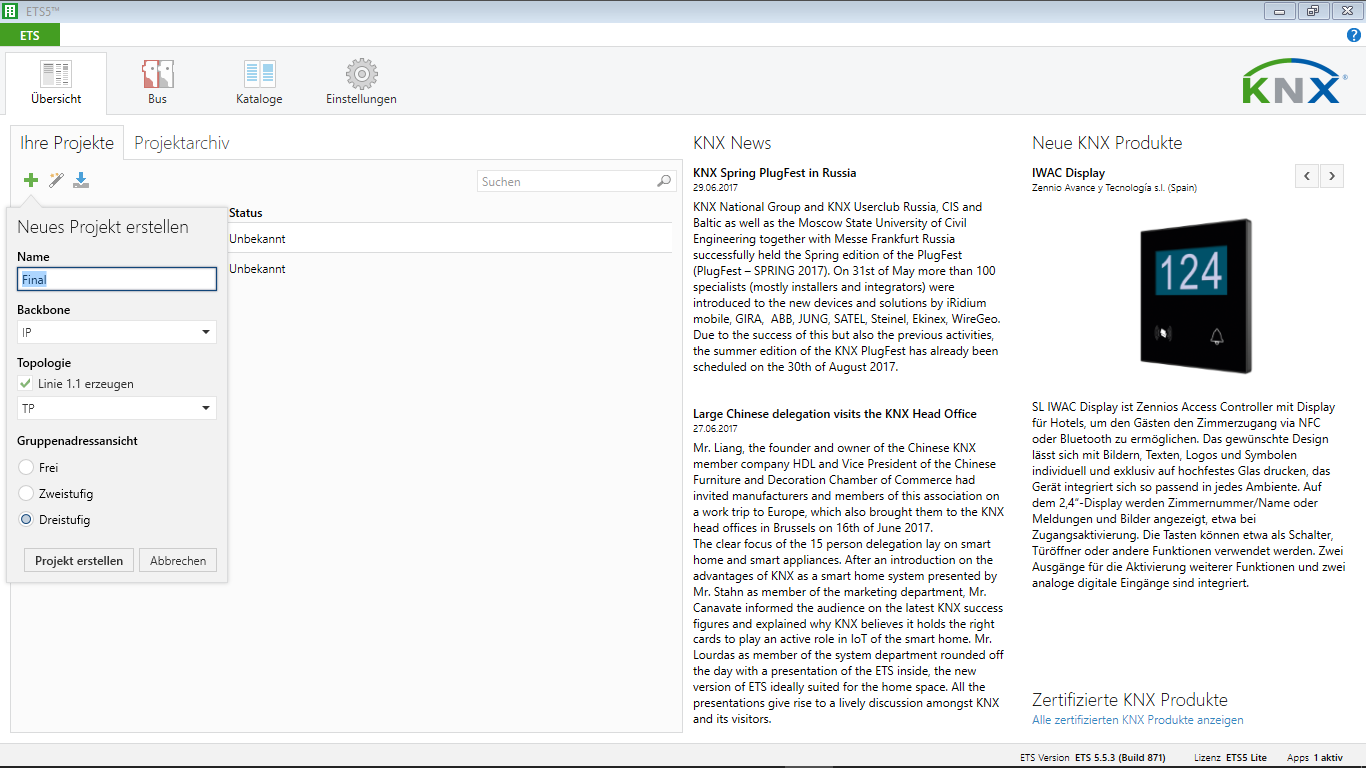 ETS5™
ETS
?
Übersicht
Bus
Kataloge
Einstellungen
KNX®
Ihre Projekte
Projektarchiv
Suchen
Status
Unbekannt
Unbekannt
Neues Projekt erstellen
Name
Final
Backbone
IP
Topologie
Linie 1.1 erzeugen
TP
Gruppenadressansicht
Frei
Zweistufig
Dreistufig
Projekt erstellen
Abbrechen
KNX News
KNX Spring PlugFest in Russia
29.06.2017
KNX National Group and KNX Userclub Russia, CIS and
Baltic as well as the Moscow State University of Civil
Engineering together with Messe Frankfurt Russia
successfully held the Spring edition of the PlugFest
(PlugFest – SPRING 2017). On 31st of May more than 100
specialists (mostly installers and integrators) were
introduced to the new devices and solutions by iRidium
mobile, GIRA,  ABB, JUNG, SATEL, Steinel, Ekinex, WireGeo.
Due to the success of this but also the previous activities,
the summer edition of the KNX PlugFest has already been
scheduled on the 30th of August 2017.
Large Chinese delegation visits the KNX Head Office
27.06.2017
Mr. Liang, the founder and owner of the Chinese KNX
member company HDL and Vice President of the Chinese
Furniture and Decoration Chamber of Commerce had
invited manufacturers and members of this association on
a work trip to Europe, which also brought them to the KNX
head offices in Brussels on 16th of June 2017.
The clear focus of the 15 person delegation lay on smart
home and smart appliances. After an introduction on the
advantages of KNX as a smart home system presented by
Mr. Stahn as member of the marketing department, Mr.
Canavate informed the audience on the latest KNX success
figures and explained why KNX believes it holds the right
cards to play an active role in IoT of the smart home. Mr.
Lourdas as member of the system department rounded off
the day with a presentation of the ETS inside, the new
version of ETS ideally suited for the home space. All the
presentations give rise to a lively discussion amongst KNX
and its visitors.
Neue KNX Produkte
IWAC Display
Zennio Avance y Tecnología s.l. (Spain)
124
SL IWAC Display ist Zennios Access Controller mit Display
für Hotels, um den Gästen den Zimmerzugang via NFC
oder Bluetooth zu ermöglichen. Das gewünschte Design
lässt sich mit Bildern, Texten, Logos und Symbolen
individuell und exklusiv auf hochfestes Glas drucken, das
Gerät integriert sich so passend in jedes Ambiente. Auf
dem 2,4“-Display werden Zimmernummer/Name oder
Meldungen und Bilder angezeigt, etwa bei
Zugangsaktivierung. Die Tasten können etwa als Schalter,
Türöffner oder andere Funktionen verwendet werden. Zwei
Ausgänge für die Aktivierung weiterer Funktionen und zwei
analoge digitale Eingänge sind integriert.
Zertifizierte KNX Produkte
Alle zertifizierten KNX Produkte anzeigen
ETS Version ETS 5.5.3 (Build 871) Lizenz ETS5 Lite Apps 1 aktiv